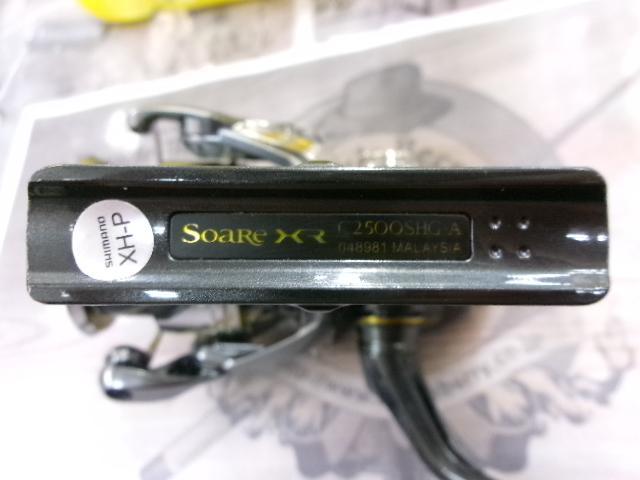 SoaRe XR C2500SHG-A
048981 MALAYSIA
XH-P
SHIMANO